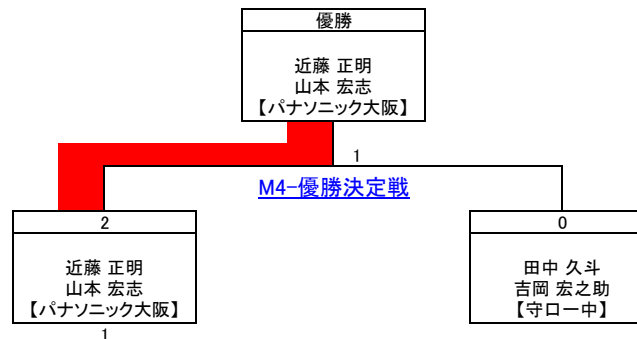 優勝
近藤 正明
山本 宏志
【パナソニック大阪】
1
M4-優勝決定戦
2
近藤 正明
山本 宏志
【パナソニック大阪】
1
0
田中 久斗
吉岡 宏之助
【守口一中】